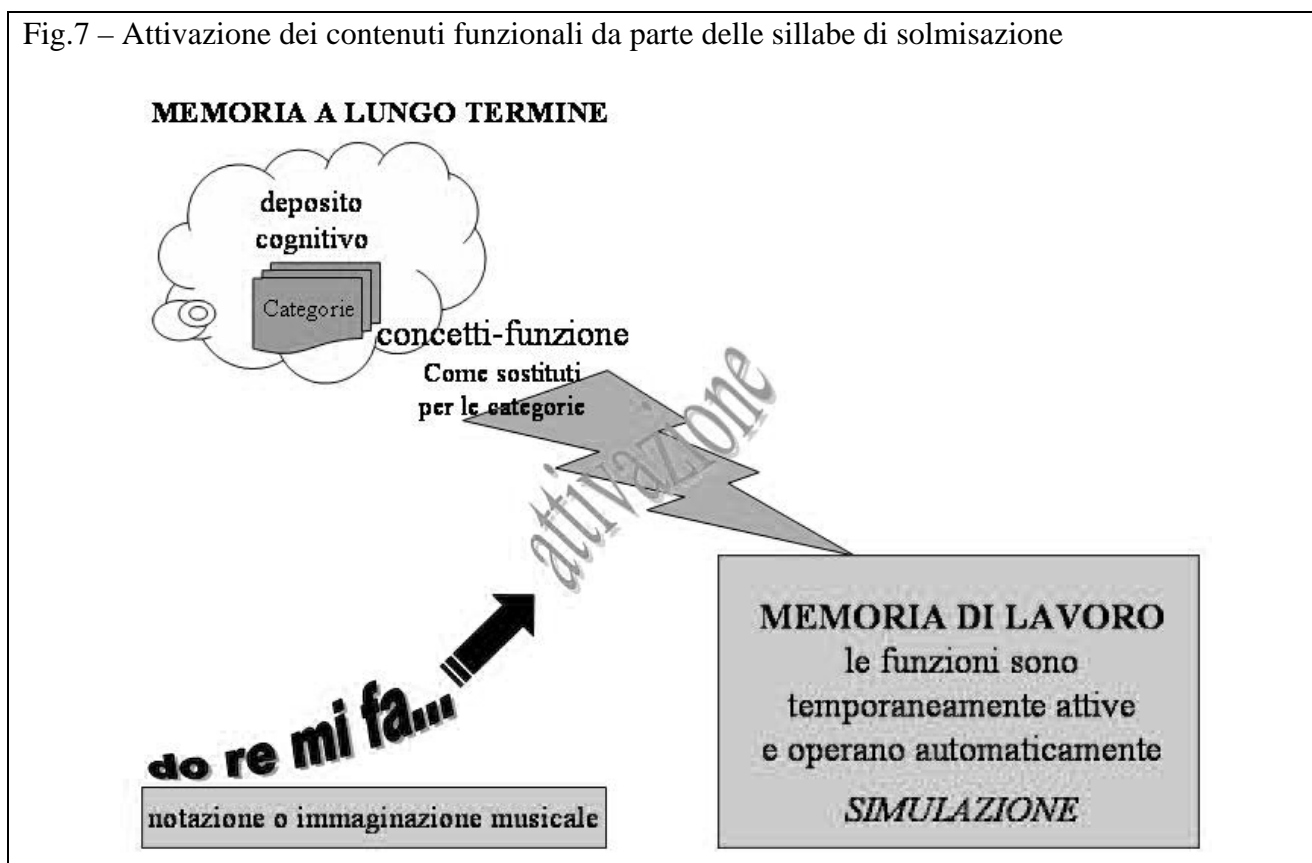 Fig.7 – Attivazione dei contenuti funzionali da parte delle sillabe di solmisazione
MEMORIA A LUNGO TERMINE
deposito
cognitivo
Categorie
concetti-funzione
Come sostituti
per le categorie
attivazione
do re mi fa...
notazione o immaginazione musicale
MEMORIA DI LAVORO
le funzioni sono
temporaneamente attive
e operano automaticamente
SIMULAZIONE